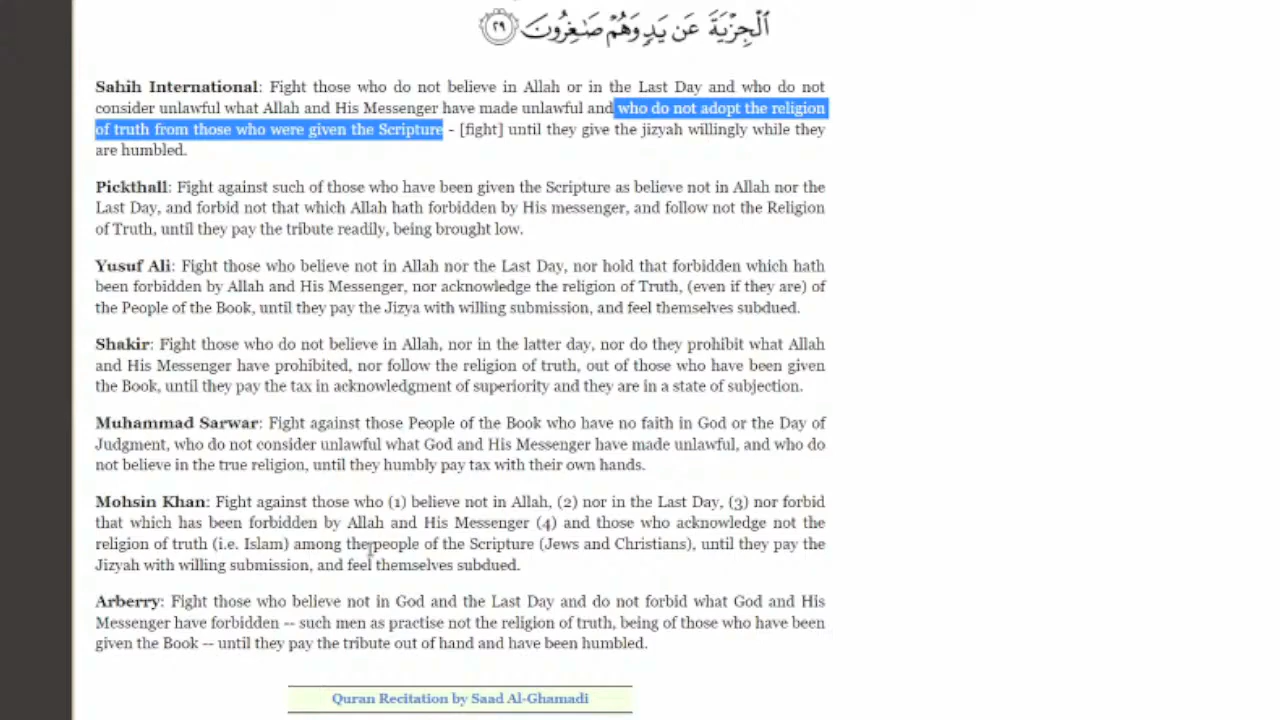 ٱلْجِزْيَةَ عَن يَدٍ وَهُمْ صَـٰغِرُونَ ٢٩
Sahih International: Fight those who do not believe in Allah or in the Last Day and who do not
consider unlawful what Allah and His Messenger have made unlawful and who do not adopt the religion
of truth from those who were given the Scripture - [fight] until they give the jizyah willingly while they
are humbled.
Pickthall: Fight against such of those who have been given the Scripture as believe not in Allah nor the
Last Day, and forbid not that which Allah hath forbidden by His messenger, and follow not the Religion
of Truth, until they pay the tribute readily, being brought low.
Yusuf Ali: Fight those who believe not in Allah nor the Last Day, nor hold that forbidden which hath
been forbidden by Allah and His Messenger, nor acknowledge the religion of Truth, (even if they are) of
the People of the Book, until they pay the Jizya with willing submission, and feel themselves subdued.
Shakir: Fight those who do not believe in Allah, nor in the latter day, nor do they prohibit what Allah
and His Messenger have prohibited, nor follow the religion of truth, out of those who have been given
the Book, until they pay the tax in acknowledgment of superiority and they are in a state of subjection.
Muhammad Sarwar: Fight against those People of the Book who have no faith in God or the Day of
Judgment, who do not consider unlawful what God and His Messenger have made unlawful, and who do
not believe in the true religion, until they humbly pay tax with their own hands.
Mohsin Khan: Fight against those who (1) believe not in Allah, (2) nor in the Last Day, (3) nor forbid
that which has been forbidden by Allah and His Messenger (4) and those who acknowledge not the
religion of truth (i.e. Islam) among the people of the Scripture (Jews and Christians), until they pay the
Jizyah with willing submission, and feel themselves subdued.
Arberry: Fight those who believe not in God and the Last Day and do not forbid what God and His
Messenger have forbidden -- such men as practise not the religion of truth, being of those who have been
given the Book -- until they pay the tribute out of hand and have been humbled.
Quran Recitation by Saad Al-Ghamadi